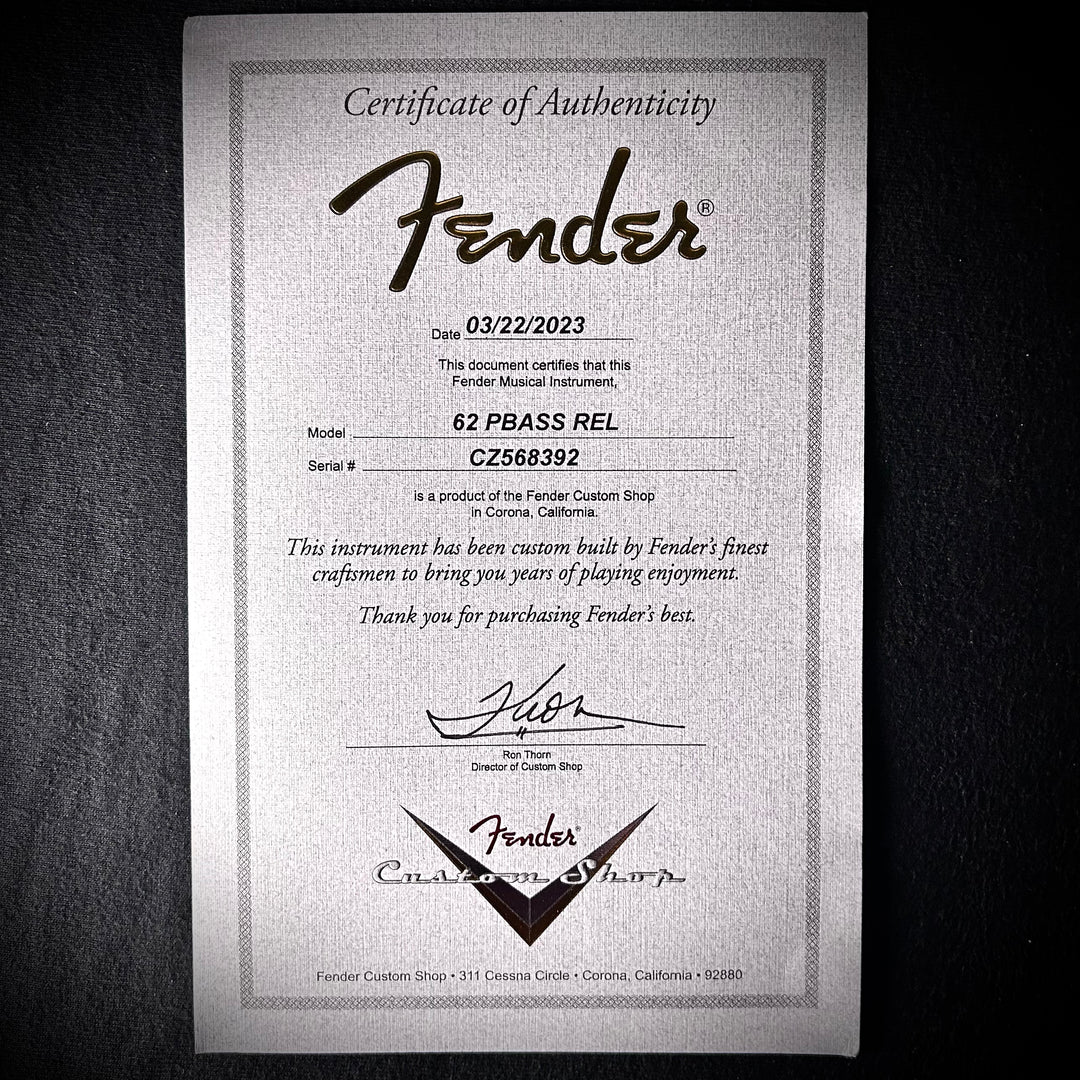 Certificate of Authenticity
Fender®
Date 03/22/2023
This document certifies that this
Fender Musical Instrument,
Model 62 PBASS REL
Serial # CZ568392
is a product of the Fender Custom Shop
in Corona, California.
This instrument has been custom built by Fender's finest
craftsmen to bring you years of playing enjoyment.
Thank you for purchasing Fender's best.
Ron Thorn
Director of Custom Shop
Fender®
Custom Shop
Fender Custom Shop • 311 Cessna Circle • Corona, California • 92880